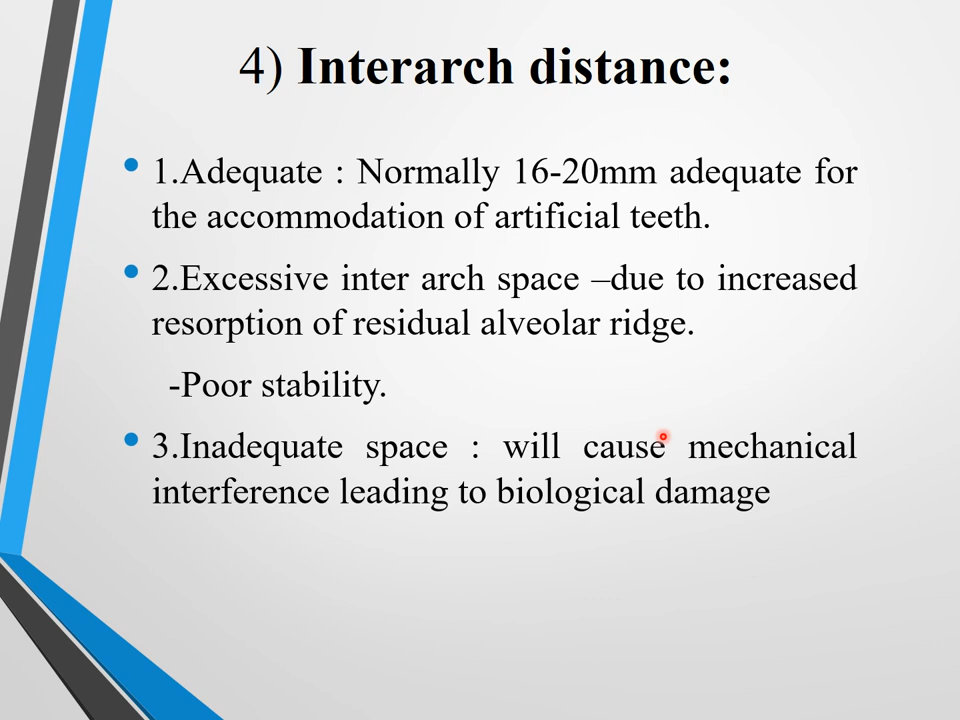 4) Interarch distance:
1.Adequate : Normally 16-20mm adequate for
the accommodation of artificial teeth.
2.Excessive inter arch space –due to increased
resorption of residual alveolar ridge.
-Poor stability.
3.Inadequate space : will cause mechanical
interference leading to biological damage